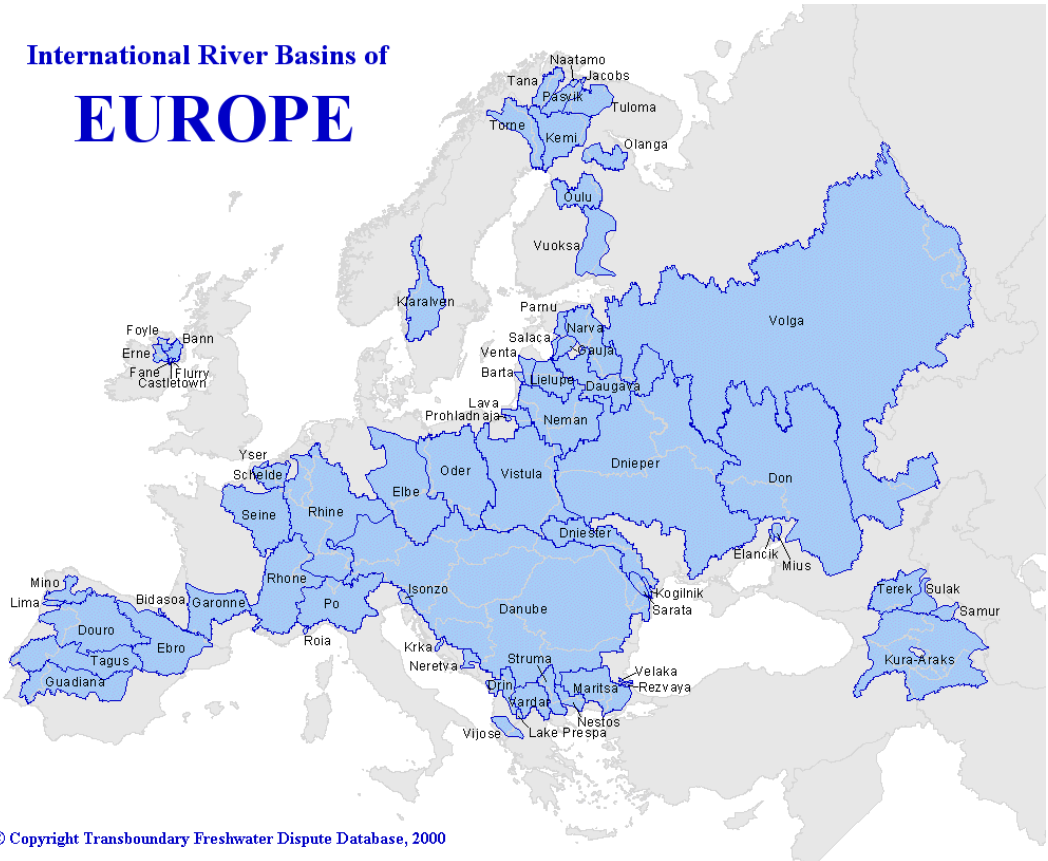 International River Basins of
EUROPE
Naatamo
Tana
Jacobs
Pasvik
Tuloma
Torne
Kemi
Olanga
Oulu
Vuoksa
Klaralven
Parnu
Volga
Foyle
Bann
Salaca
Narva
Erne
Venta
Gauja
Fane
Flurry
Barta
Lielupe
Castletown
Daugava
Lava
Prohladnaja
Neman
Yser
Schelde
Oder
Vistula
Dnieper
Elbe
Don
Seine
Rhine
Dniester
Elancik
Mius
Rhone
Mino
Isonzo
Kogilnik
Terek
Sulak
Lima
Bidasoa
Garonne
Po
Danube
Sarata
Samur
Douro
Roia
Krka
Ebro
Tagus
Neretva
Struma
Kura-Araks
Guadiana
Drin
Maritsa
Velaka
Rezvaya
Vardar
Nestos
Vijose
Lake Prespa
© Copyright Transboundary Freshwater Dispute Database, 2000